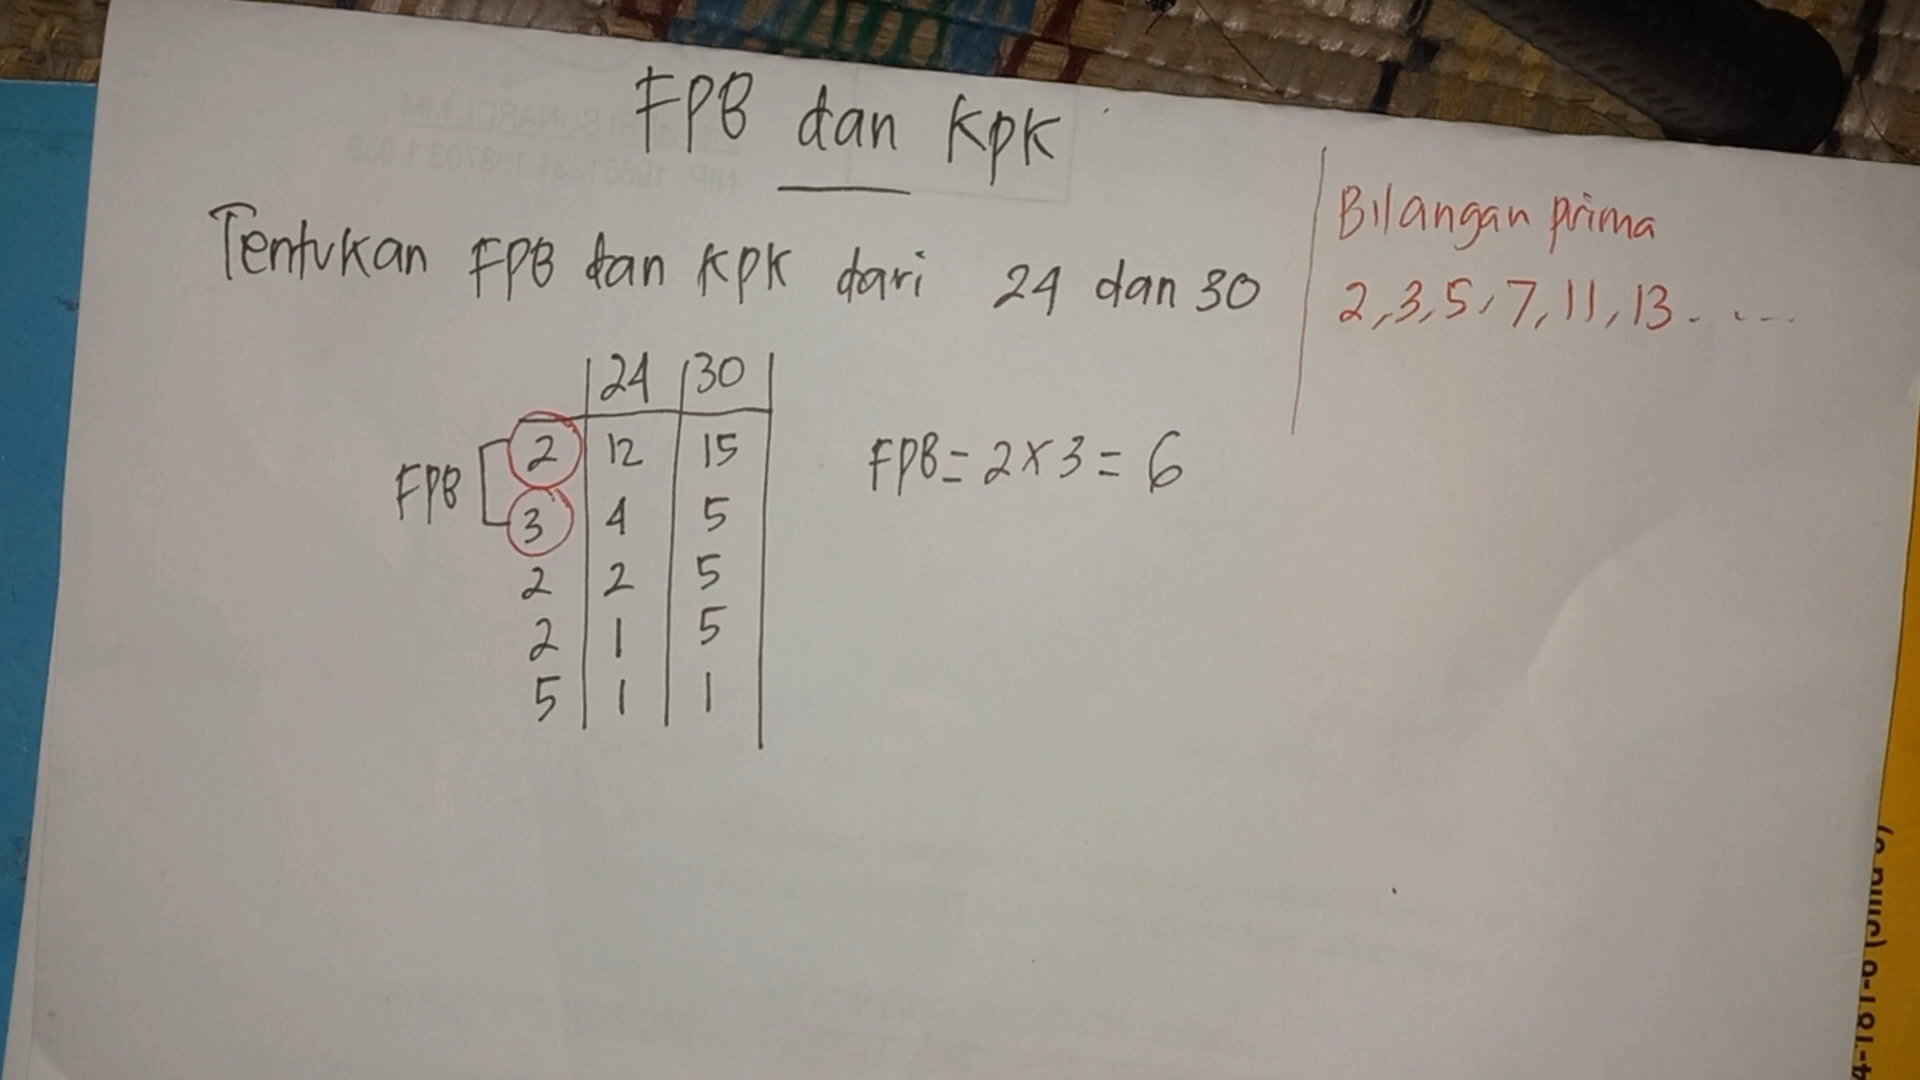 FPB dan KPK
Tentukan FPB dan KPK dari 24 dan 30
Bilangan prima
2, 3, 5, 7, 11, 13 . . . . .
24 30
2 12 15
FPB
3 4 5
2 2 5
2 1 5
5 1 1
FPB = 2 x 3 = 6